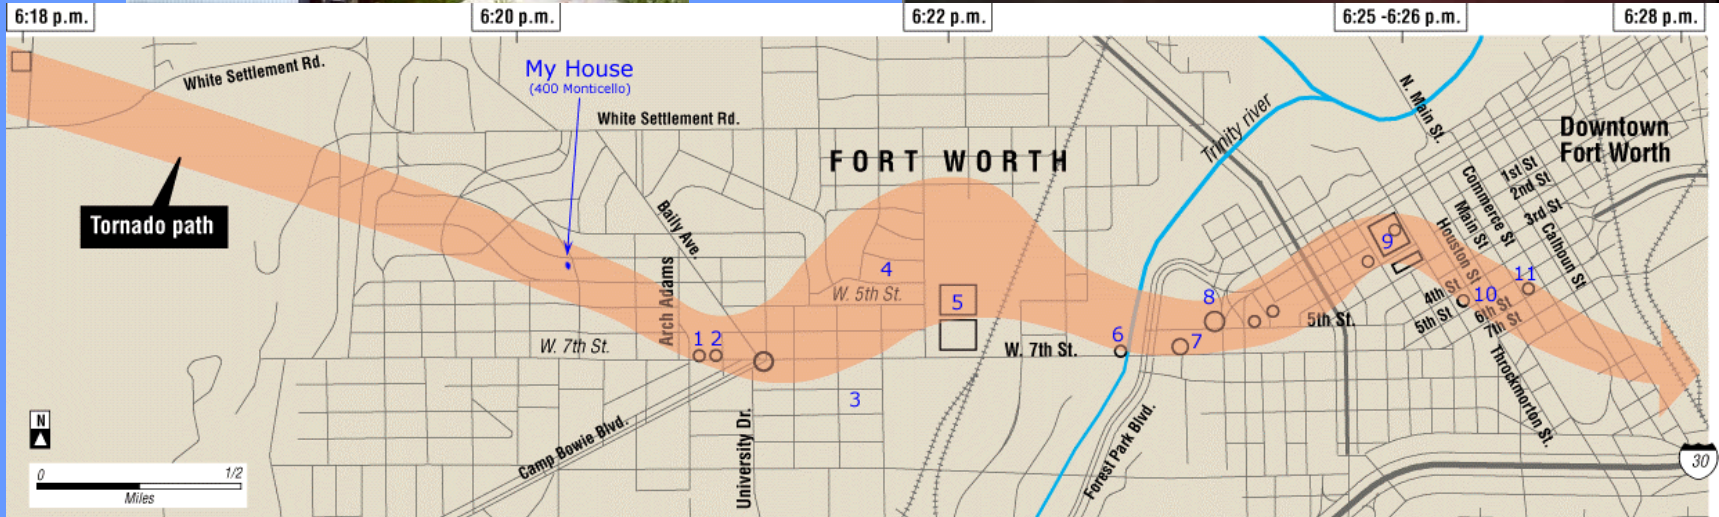 6:18 p.m.
6:20 p.m.
6:22 p.m.
6:25 -6:26 p.m.
6:28 p.m.
White Settlement Rd.
My House
(400 Monticello)
White Settlement Rd.
FORT WORTH
Trinity river
N. Main St.
Downtown
Fort Worth
Tornado path
Baily Ave.
Arch Adams
1st St
2nd St
3rd St
Commerce St
Main St
Houston St
Calhoun St
4
W. 5th St.
5
9
11
10
4th St
5th St
6th St
7th St
8
5th St.
1 2
W. 7th St.
6
7
W. 7th St.
3
Throckmorton St.
Camp Bowie Blvd.
University Dr.
Forest Park Blvd.
N
0
1/2
Miles
30